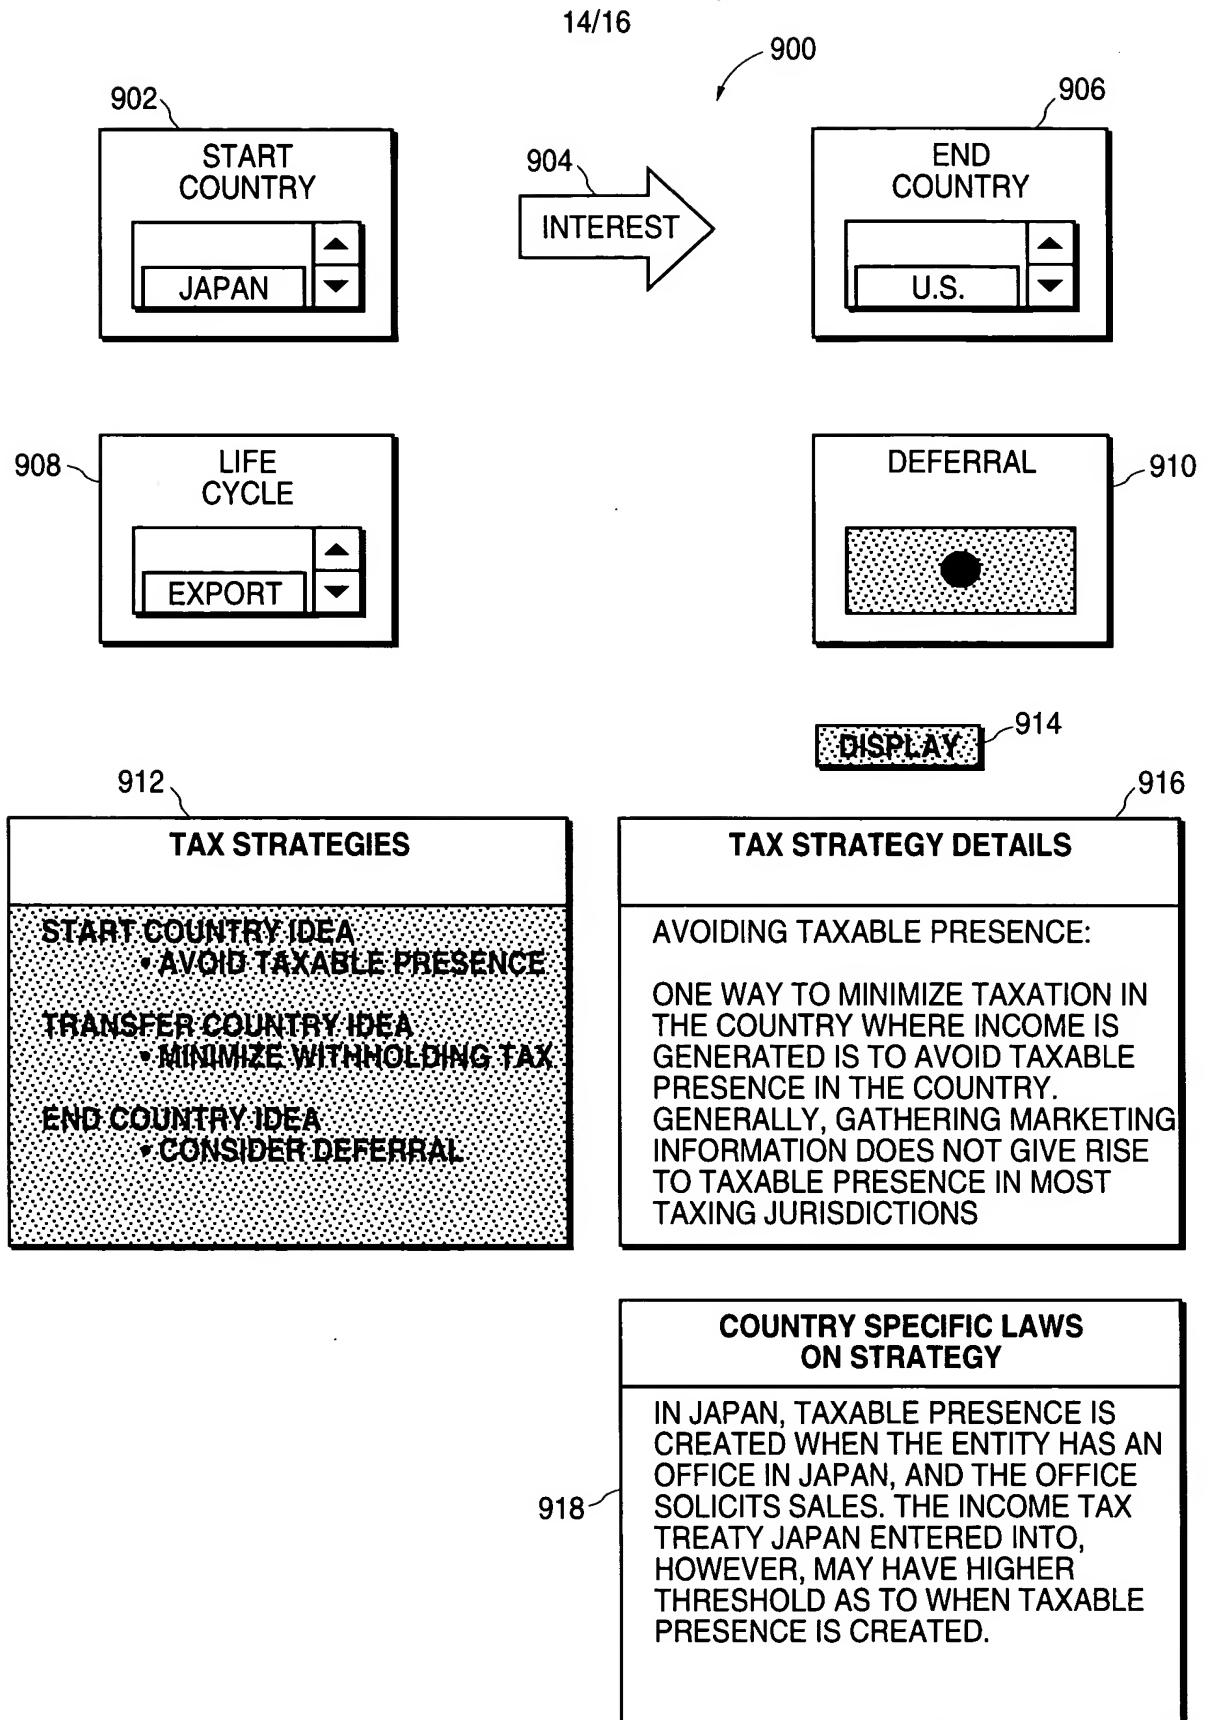 14/16
900
902
START
COUNTRY
JAPAN
904
INTEREST
906
END
COUNTRY
U.S.
908
LIFE
CYCLE
EXPORT
DEFERRAL
910
DISPLAY
914
912
TAX STRATEGIES
START COUNTRY IDEA
• AVOID TAXABLE PRESENCE
TRANSFER COUNTRY IDEA
• MINIMIZE WITHHOLDING TAX
END COUNTRY IDEA
• CONSIDER DEFERRAL
916
TAX STRATEGY DETAILS
AVOIDING TAXABLE PRESENCE:
ONE WAY TO MINIMIZE TAXATION IN
THE COUNTRY WHERE INCOME IS
GENERATED IS TO AVOID TAXABLE
PRESENCE IN THE COUNTRY.
GENERALLY, GATHERING MARKETING
INFORMATION DOES NOT GIVE RISE
TO TAXABLE PRESENCE IN MOST
TAXING JURISDICTIONS
918
COUNTRY SPECIFIC LAWS
ON STRATEGY
IN JAPAN, TAXABLE PRESENCE IS
CREATED WHEN THE ENTITY HAS AN
OFFICE IN JAPAN, AND THE OFFICE
SOLICITS SALES. THE INCOME TAX
TREATY JAPAN ENTERED INTO,
HOWEVER, MAY HAVE HIGHER
THRESHOLD AS TO WHEN TAXABLE
PRESENCE IS CREATED.